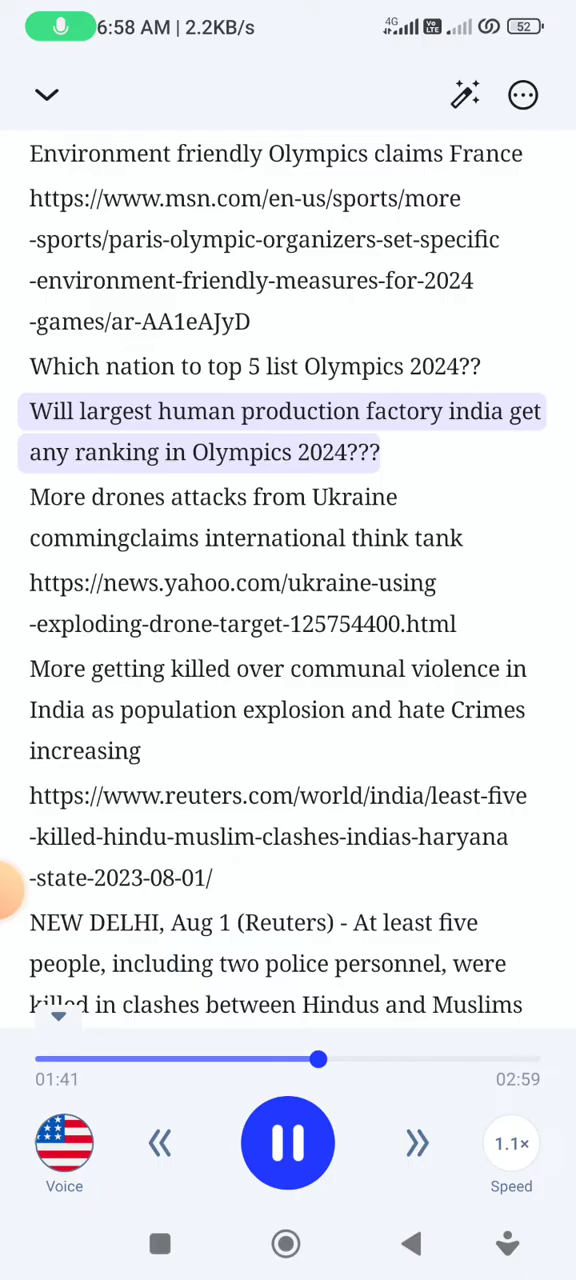 6:58 AM | 2.2KB/s
4G
Vo
LTE
52
Environment friendly Olympics claims France
https://www.msn.com/en-us/sports/more
-sports/paris-olympic-organizers-set-specific
-environment-friendly-measures-for-2024
-games/ar-AA1eAJyD
Which nation to top 5 list Olympics 2024??
Will largest human production factory india get
any ranking in Olympics 2024???
More drones attacks from Ukraine
commingclaims international think tank
https://news.yahoo.com/ukraine-using
-exploding-drone-target-125754400.html
More getting killed over communal violence in
India as population explosion and hate Crimes
increasing
https://www.reuters.com/world/india/least-five
-killed-hindu-muslim-clashes-indias-haryana
-state-2023-08-01/
NEW DELHI, Aug 1 (Reuters) - At least five
people, including two police personnel, were
killed in clashes between Hindus and Muslims
01:41
02:59
1.1×
Voice
Speed